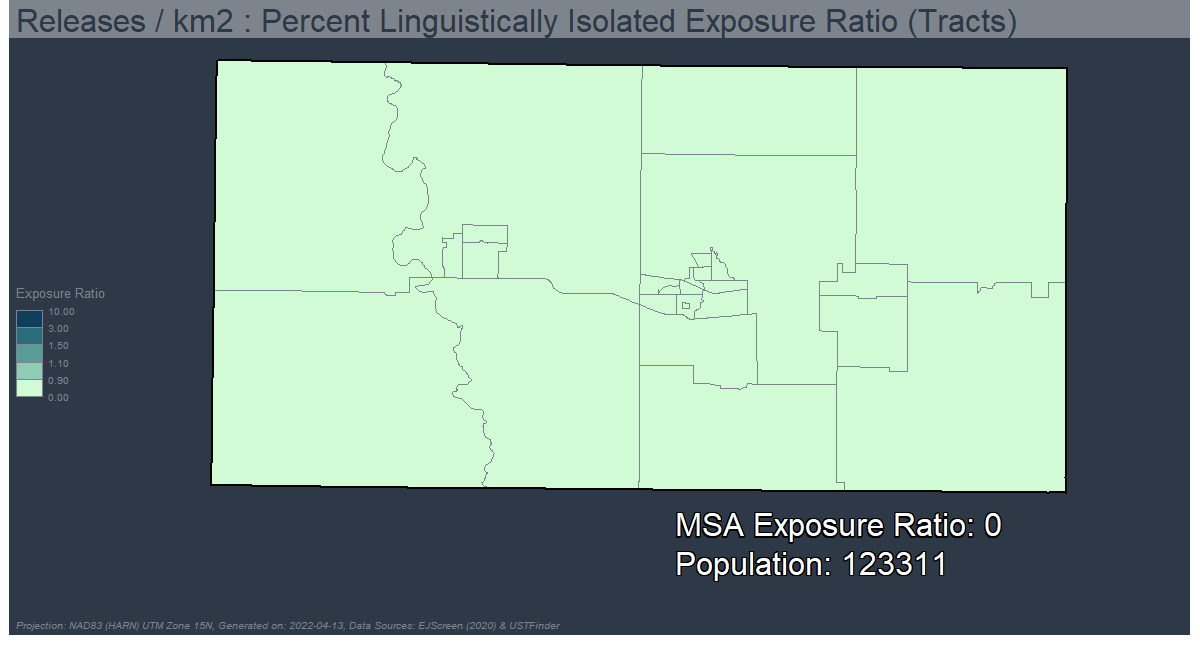 Releases / km2 : Percent Linguistically Isolated Exposure Ratio (Tracts)
Exposure Ratio
10.00
3.00
1.50
1.10
0.90
0.00
MSA Exposure Ratio: 0
Population: 123311
Projection: NAD83 (HARN) UTM Zone 15N, Generated on: 2022-04-13, Data Sources: EJScreen (2020) & USTFinder